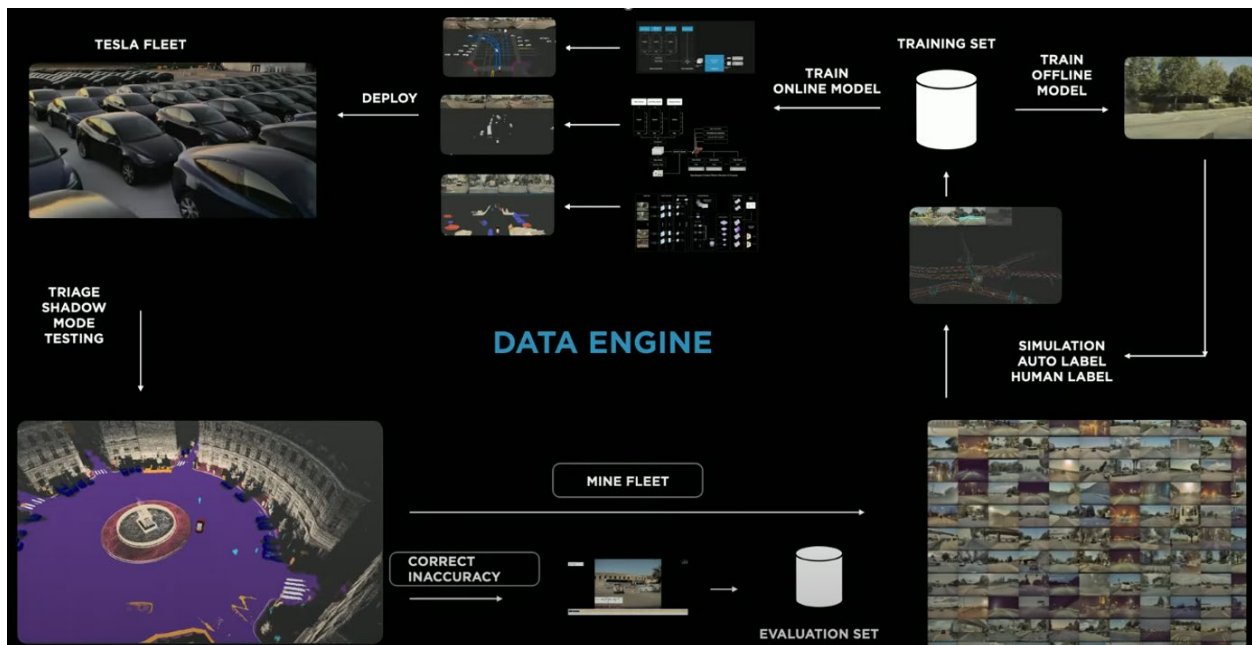 TESLA FLEET
DEPLOY
TRAIN
ONLINE MODEL
TRAINING SET
TRAIN
OFFLINE
MODEL
TRIAGE
SHADOW
MODE
TESTING
DATA ENGINE
SIMULATION
AUTO LABEL
HUMAN LABEL
MINE FLEET
CORRECT
INACCURACY
EVALUATION SET